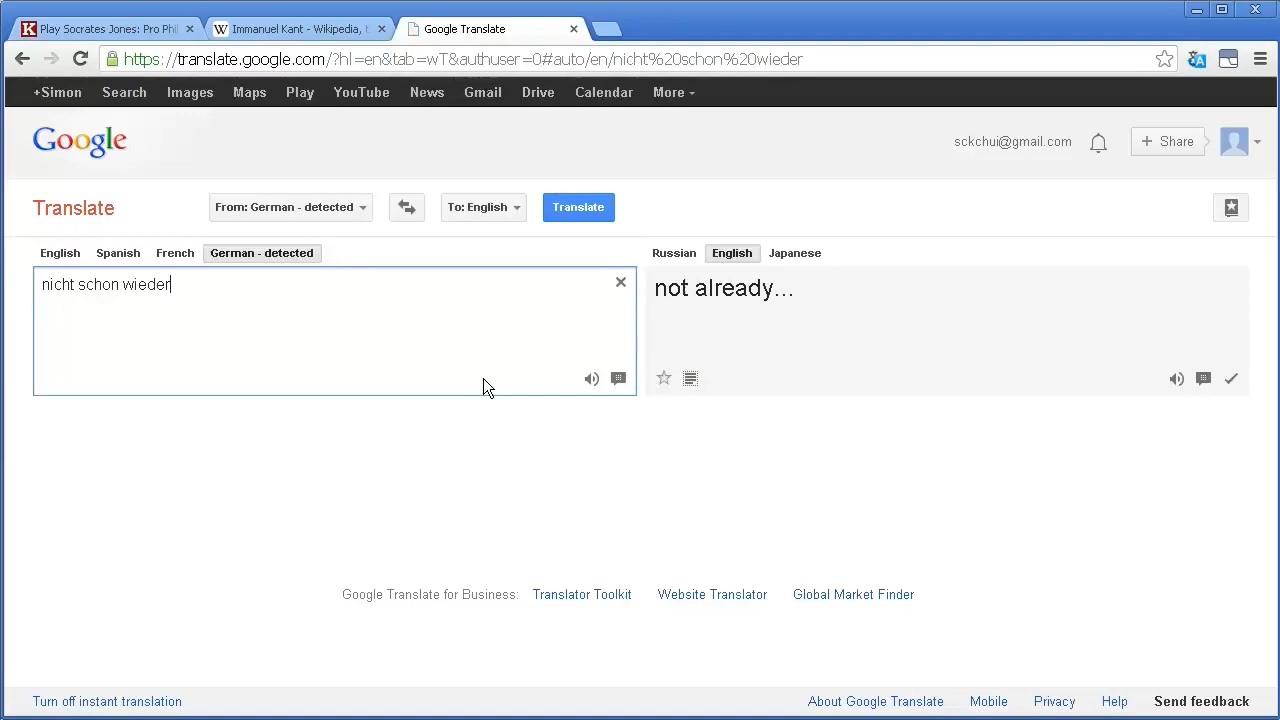 Play Socrates Jones: Pro Phil
Immanuel Kant - Wikipedia, t
Google Translate
https://translate.google.com/?hl=en&tab=wT&authuser=0#auto/en/nicht%20schon%20wieder
+Simon Search Images Maps Play YouTube News Gmail Drive Calendar More
Google
sckchui@gmail.com
+ Share
Translate
From: German - detected
To: English
Translate
English Spanish French German - detected
Russian English Japanese
nicht schon wieder
not already...
Google Translate for Business: Translator Toolkit Website Translator Global Market Finder
Turn off instant translation
About Google Translate Mobile Privacy Help Send feedback